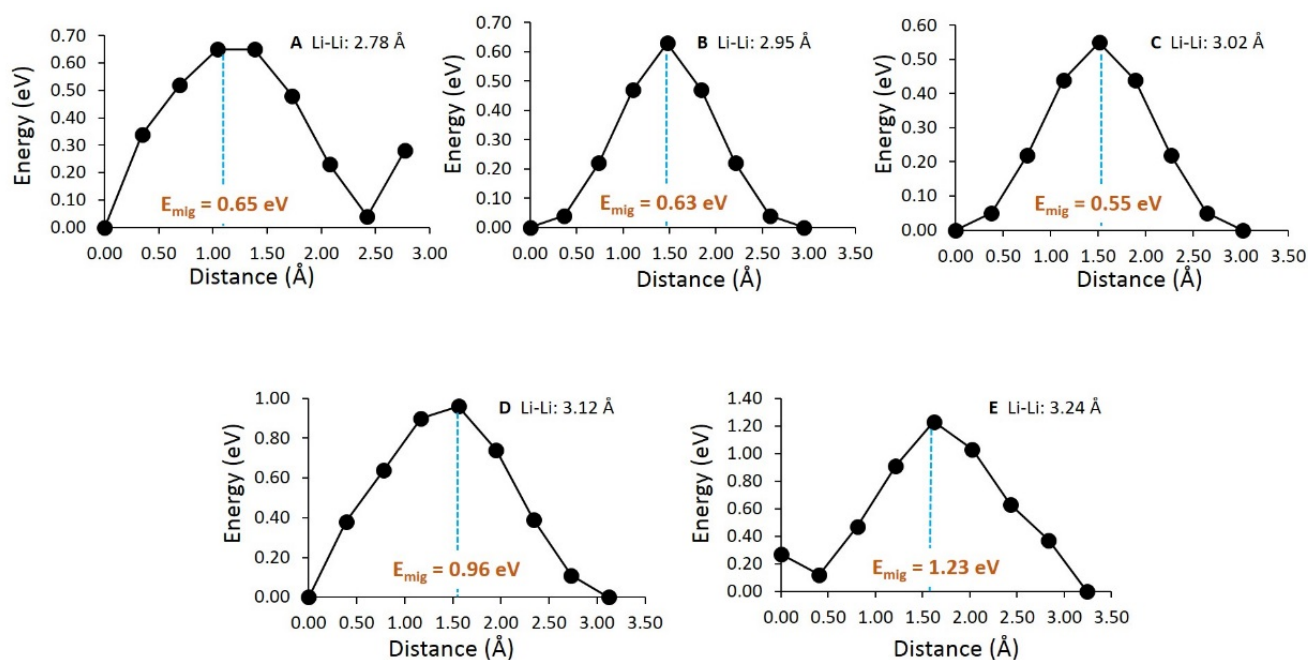 A Li-Li: 2.78 Å
Energy (eV)
0.70
0.60
0.50
0.40
0.30
0.20
0.10
0.00
E_mig = 0.65 eV
0.00 0.50 1.00 1.50 2.00 2.50 3.00
Distance (Å)
B Li-Li: 2.95 Å
Energy (eV)
0.70
0.60
0.50
0.40
0.30
0.20
0.10
0.00
E_mig = 0.63 eV
0.00 0.50 1.00 1.50 2.00 2.50 3.00 3.50
Distance (Å)
C Li-Li: 3.02 Å
Energy (eV)
0.60
0.50
0.40
0.30
0.20
0.10
0.00
E_mig = 0.55 eV
0.00 0.50 1.00 1.50 2.00 2.50 3.00 3.50
Distance (Å)
D Li-Li: 3.12 Å
Energy (eV)
1.00
0.80
0.60
0.40
0.20
0.00
E_mig = 0.96 eV
0.00 0.50 1.00 1.50 2.00 2.50 3.00 3.50
Distance (Å)
E Li-Li: 3.24 Å
Energy (eV)
1.40
1.20
1.00
0.80
0.60
0.40
0.20
0.00
E_mig = 1.23 eV
0.00 0.50 1.00 1.50 2.00 2.50 3.00 3.50
Distance (Å)